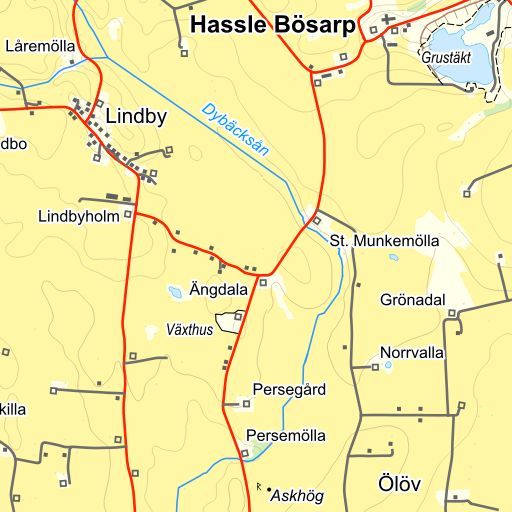 Hassle Bösarp
Låremölla
Grustäkt
Lindby
Dybäcksån
dbo
Lindbyholm
St. Munkemölla
Ängdala
Grönadal
Växthus
Norrvalla
Persegård
killa
Persemölla
Ölöv
R
Askhög